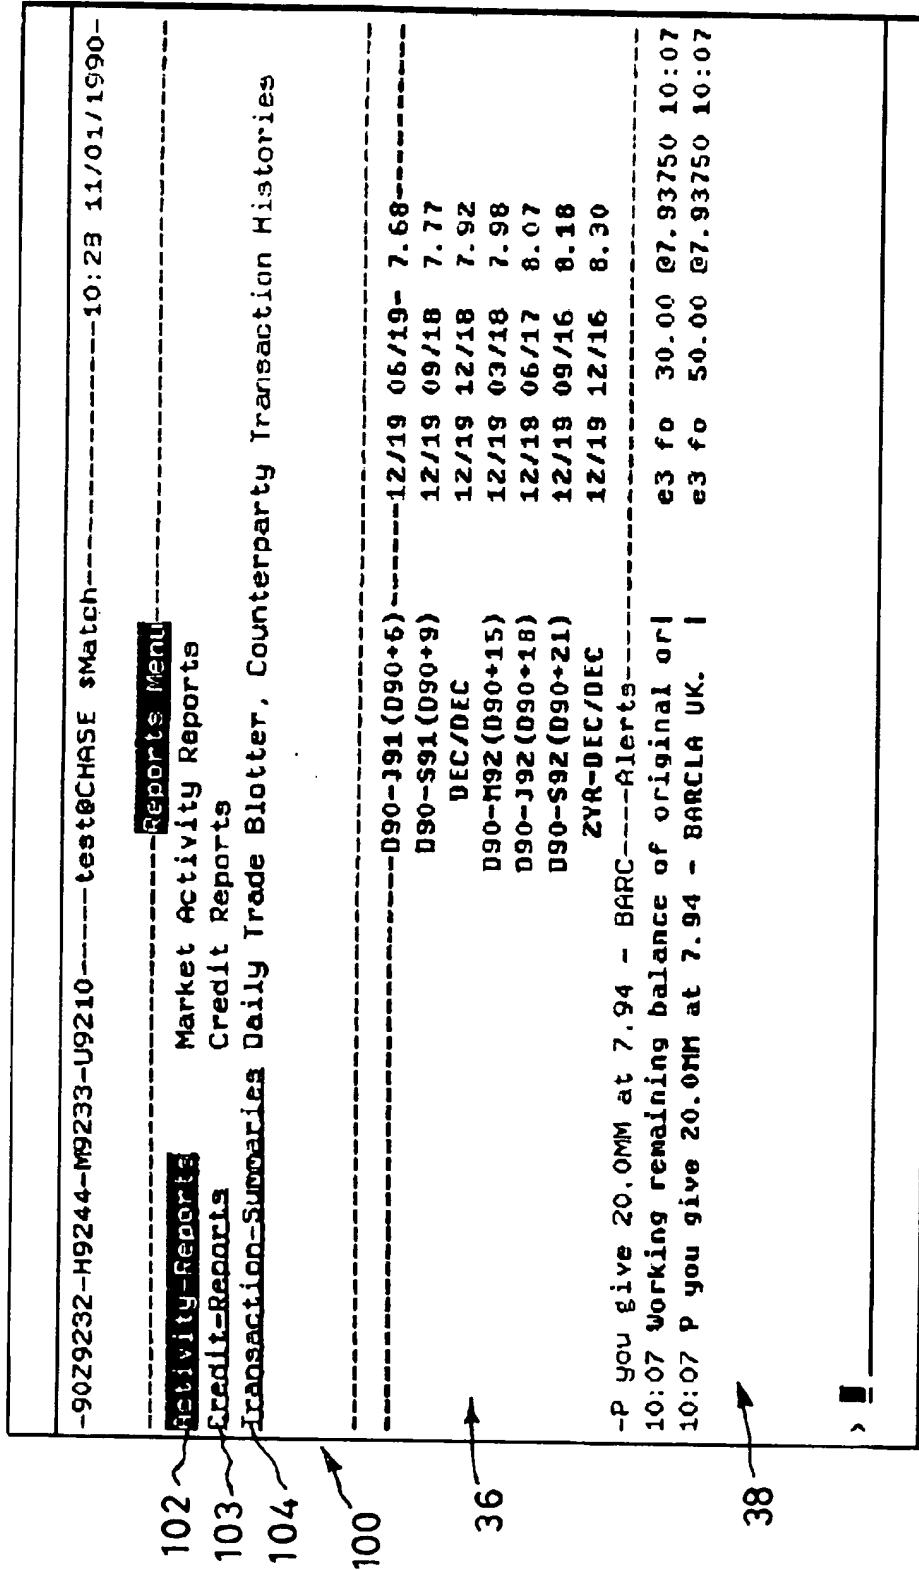 -90Z9232-H9244-M9233-U9210----test@CHASE $Match---------------10:23 11/01/1990-
Reports Menu
102 Activity-Reports Market Activity Reports
103 Credit-Reports Credit Reports
104 Transaction-Summaries Daily Trade Blotter, Counterparty Transaction Histories
100
D90-J91(D90+6)------12/19 06/19- 7.68
D90-S91(D90+9) 12/19 09/18 7.77
36 DEC/DEC 12/19 12/18 7.92
D90-M92(D90+15) 12/19 03/18 7.98
D90-J92(D90+18) 12/18 06/17 8.07
D90-S92(D90+21) 12/19 09/16 8.18
2YR-DEC/DEC 12/19 12/16 8.30
-P you give 20.0MM at 7.94 - BARC----Alerts
10:07 Working remaining balance of original or| e3 fo 30.00 @7.93750 10:07
10:07 P you give 20.0MM at 7.94 - BARCLA UK. | e3 fo 50.00 @7.93750 10:07
38
>